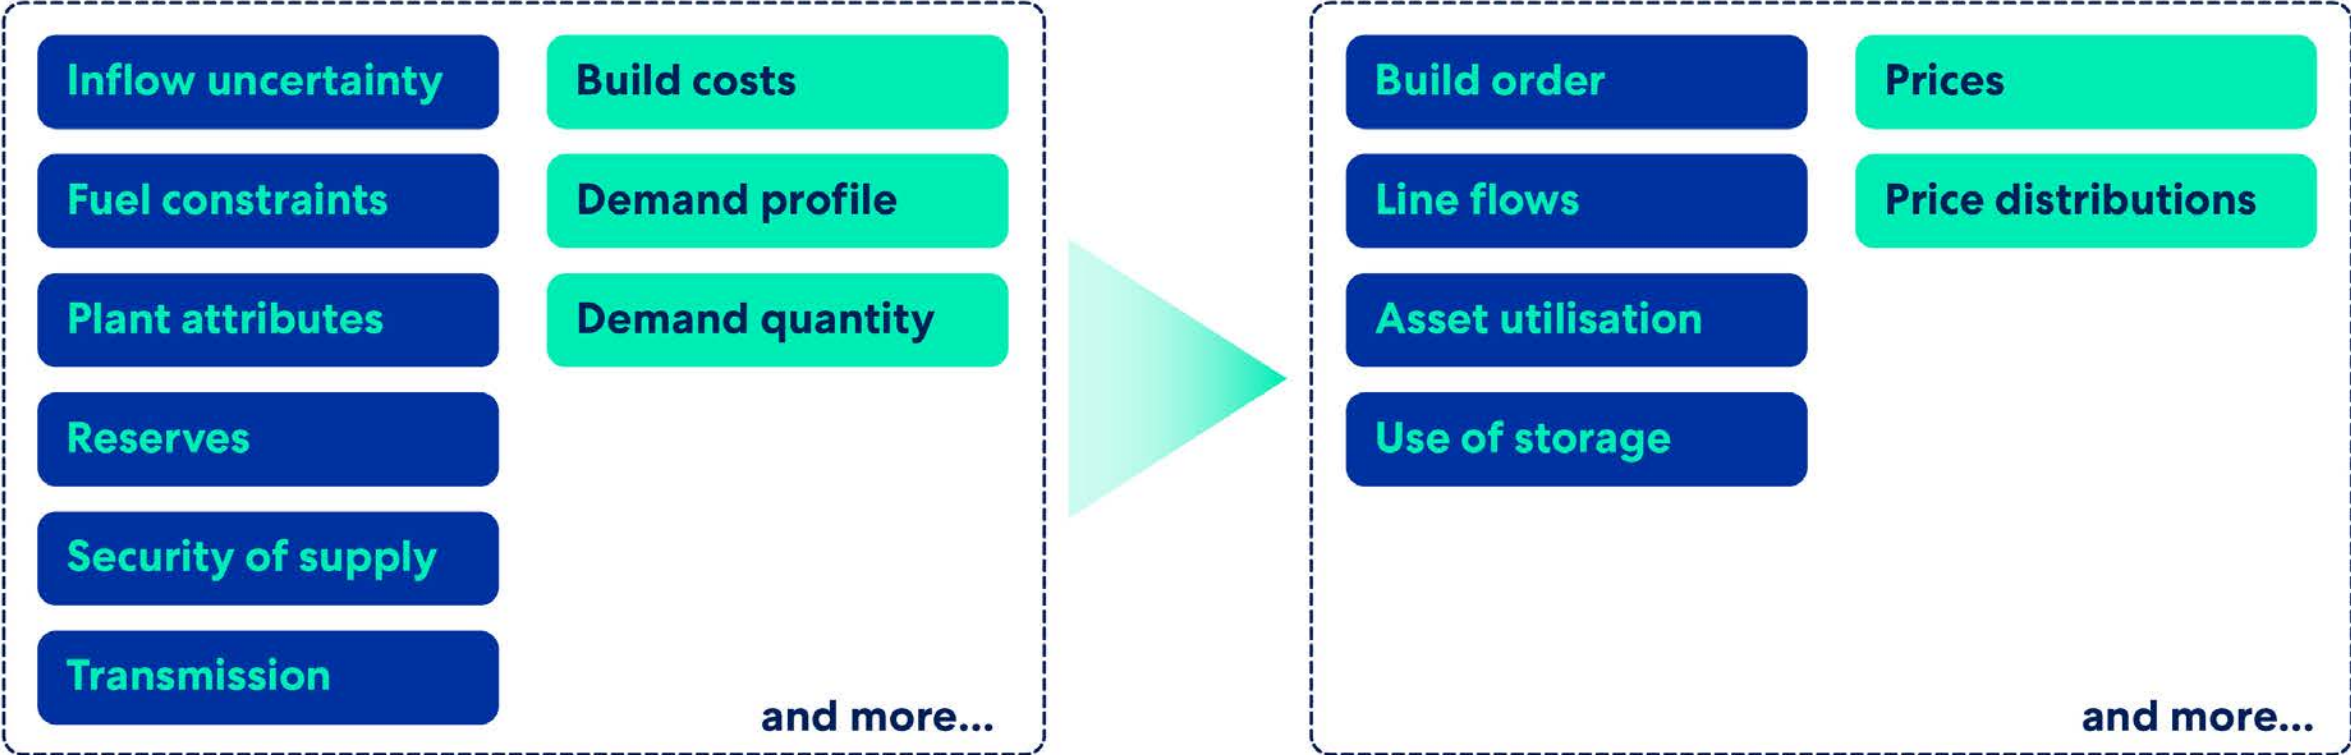 Inflow uncertainty
Fuel constraints
Plant attributes
Reserves
Security of supply
Transmission
Build costs
Demand profile
Demand quantity
and more...
Build order
Line flows
Asset utilisation
Use of storage
Prices
Price distributions
and more...